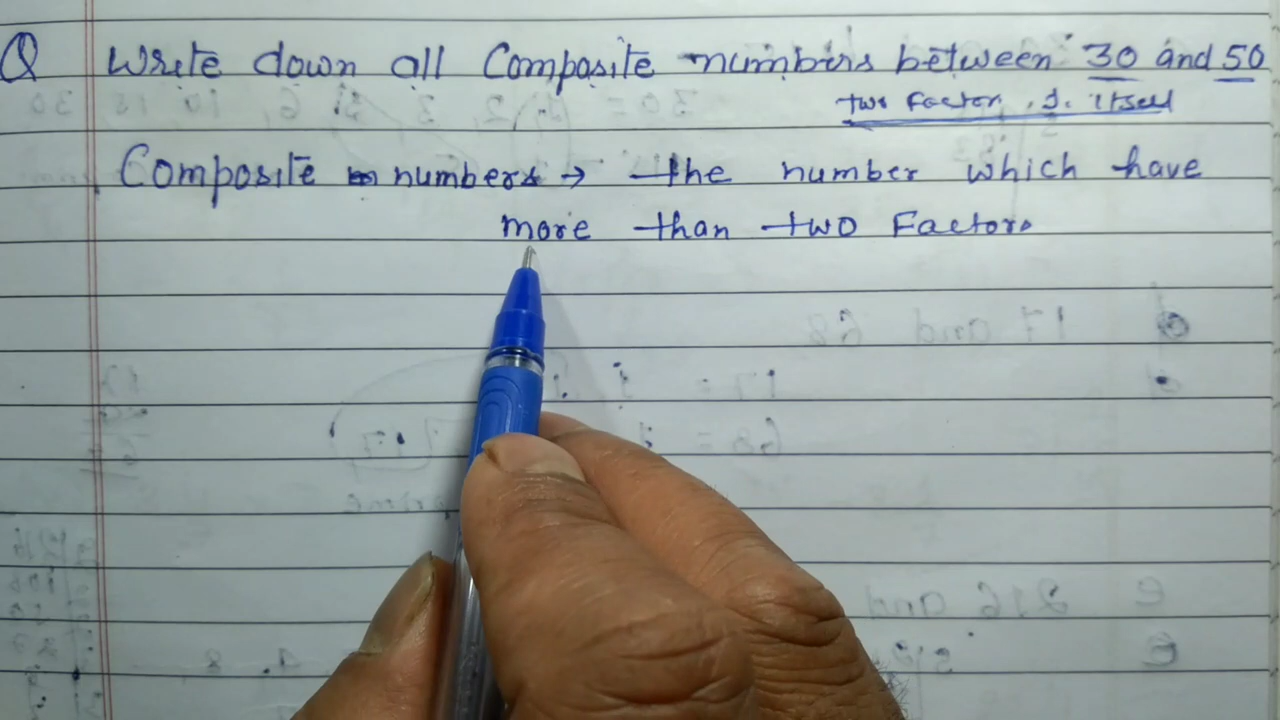 Q Write down all Composite numbers between 30 and 50
two factor, 1. itself
Composite numbers → the number which have
more than two Factors